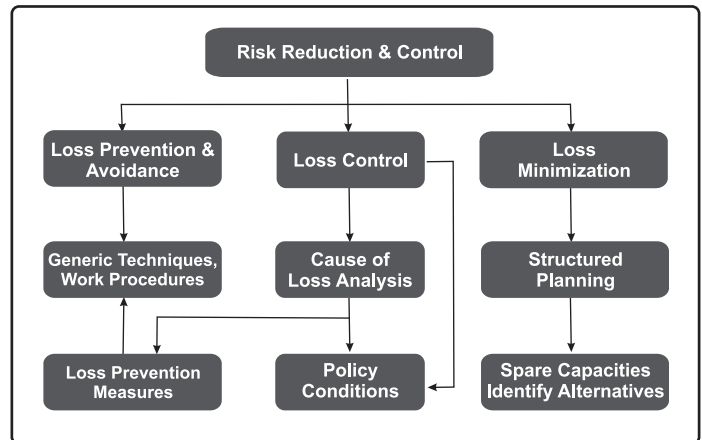 Risk Reduction & Control
Loss Prevention &
Avoidance
Loss Control
Loss
Minimization
Generic Techniques,
Work Procedures
Cause of
Loss Analysis
Structured
Planning
Loss Prevention
Measures
Policy
Conditions
Spare Capacities
Identify Alternatives